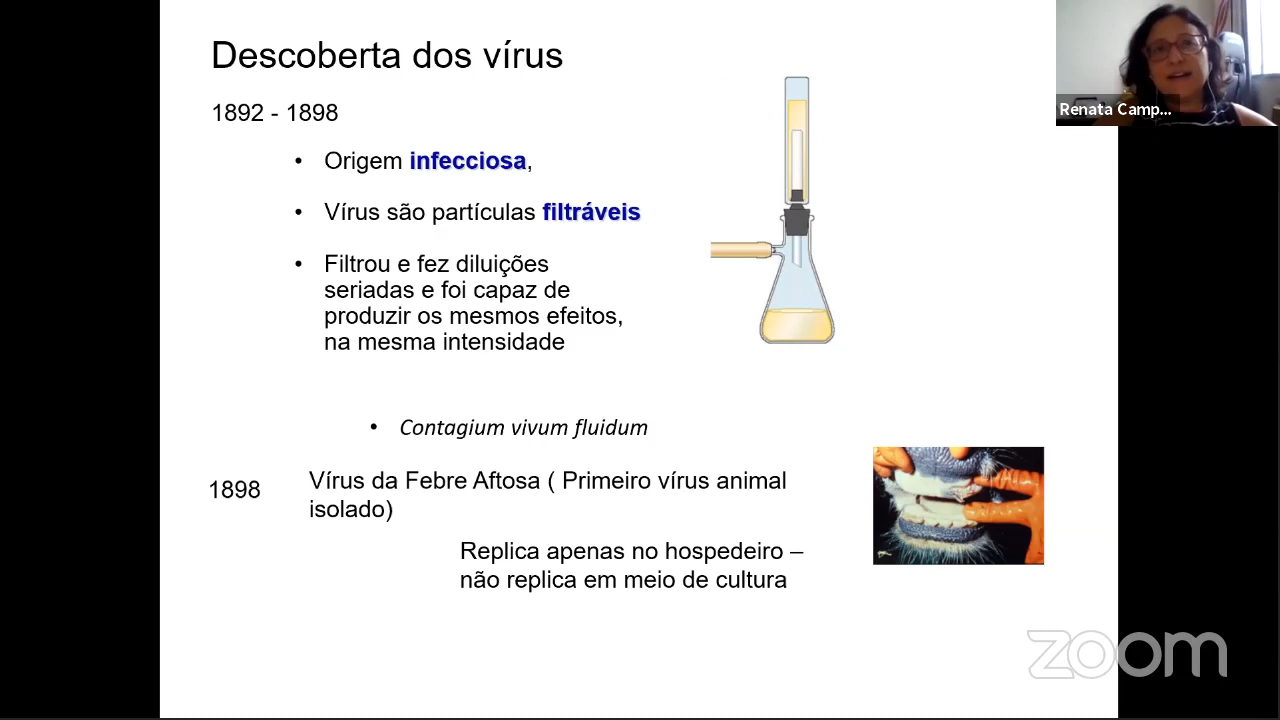 Descoberta dos vírus
1892 - 1898
• Origem infecciosa,
• Vírus são partículas filtráveis
• Filtrou e fez diluições
seriadas e foi capaz de
produzir os mesmos efeitos,
na mesma intensidade
• Contagium vivum fluidum
1898
Vírus da Febre Aftosa ( Primeiro vírus animal
isolado)
Replica apenas no hospedeiro –
não replica em meio de cultura
Renata Camp...
zoom